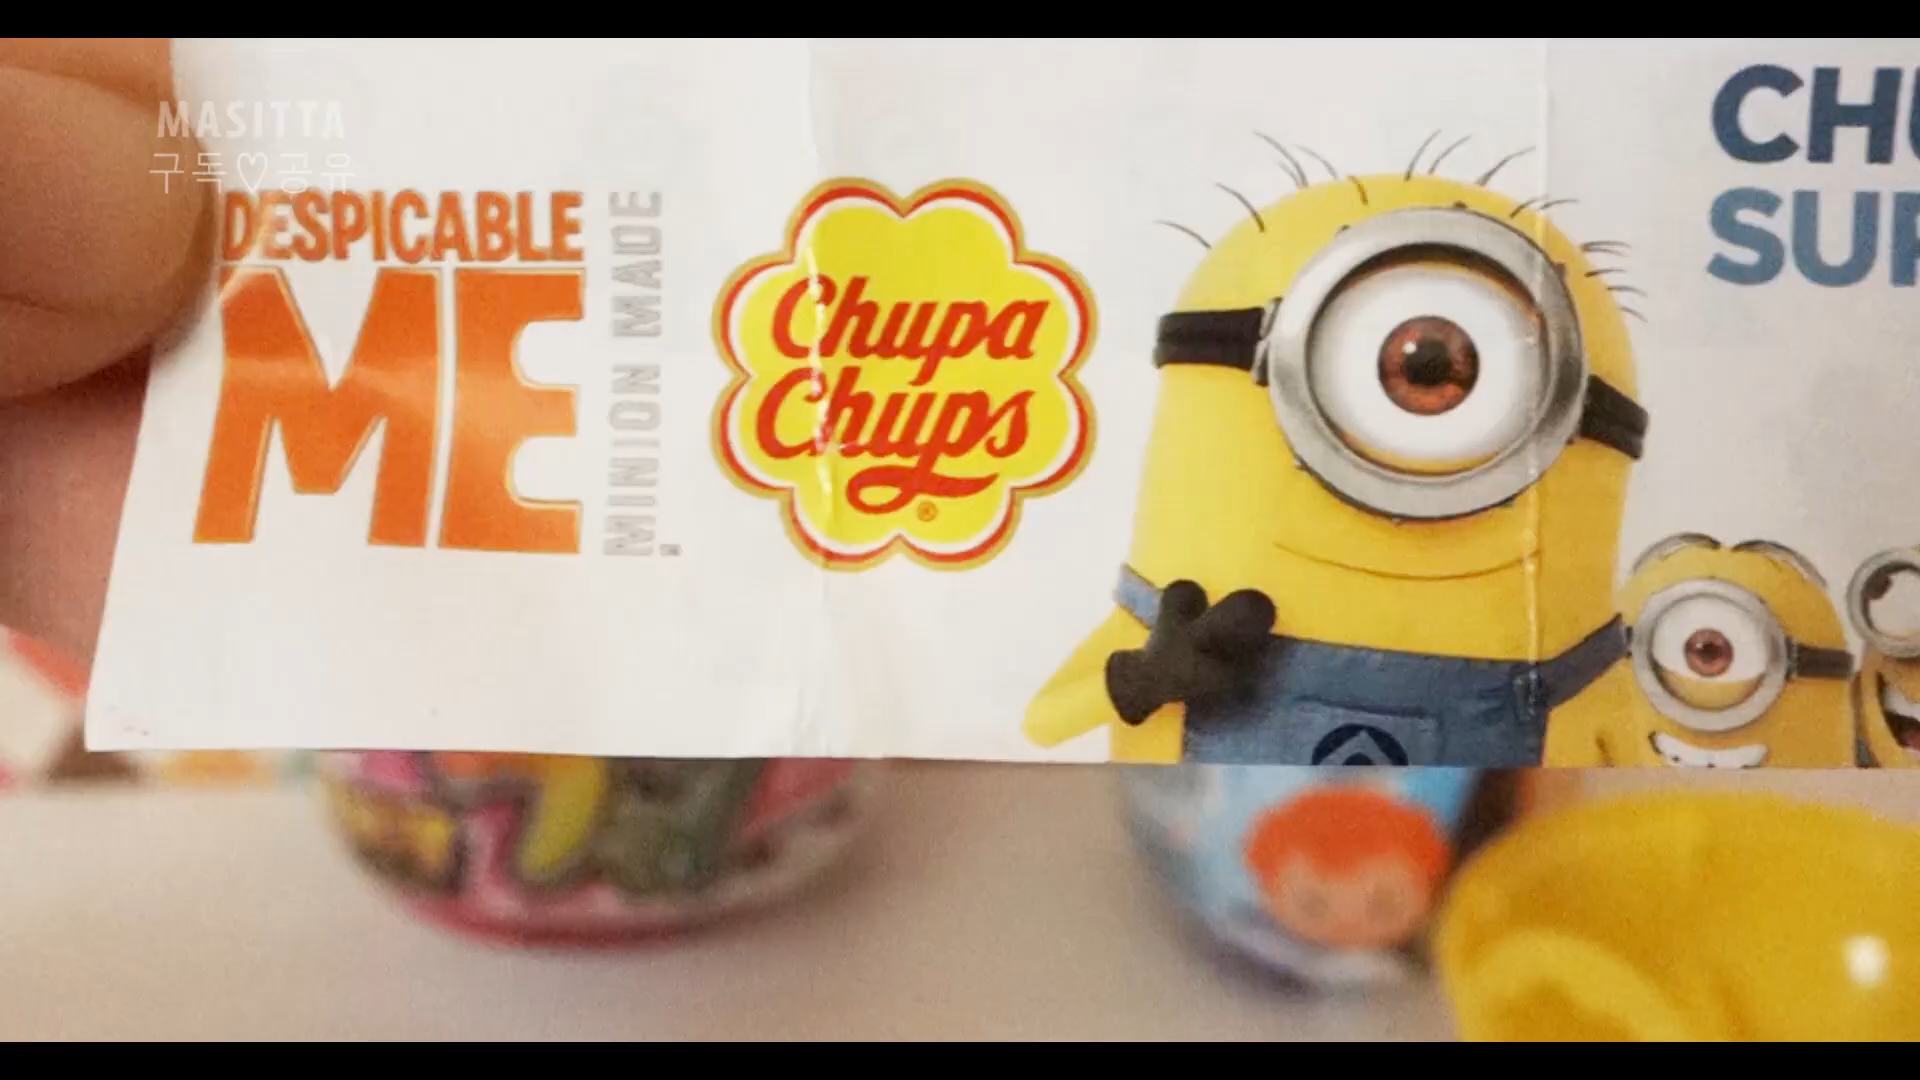 MASITTA
구독♡공유
DESPICABLE
ME
MINION MADE
Chupa
Chups
®
CHU
SUP